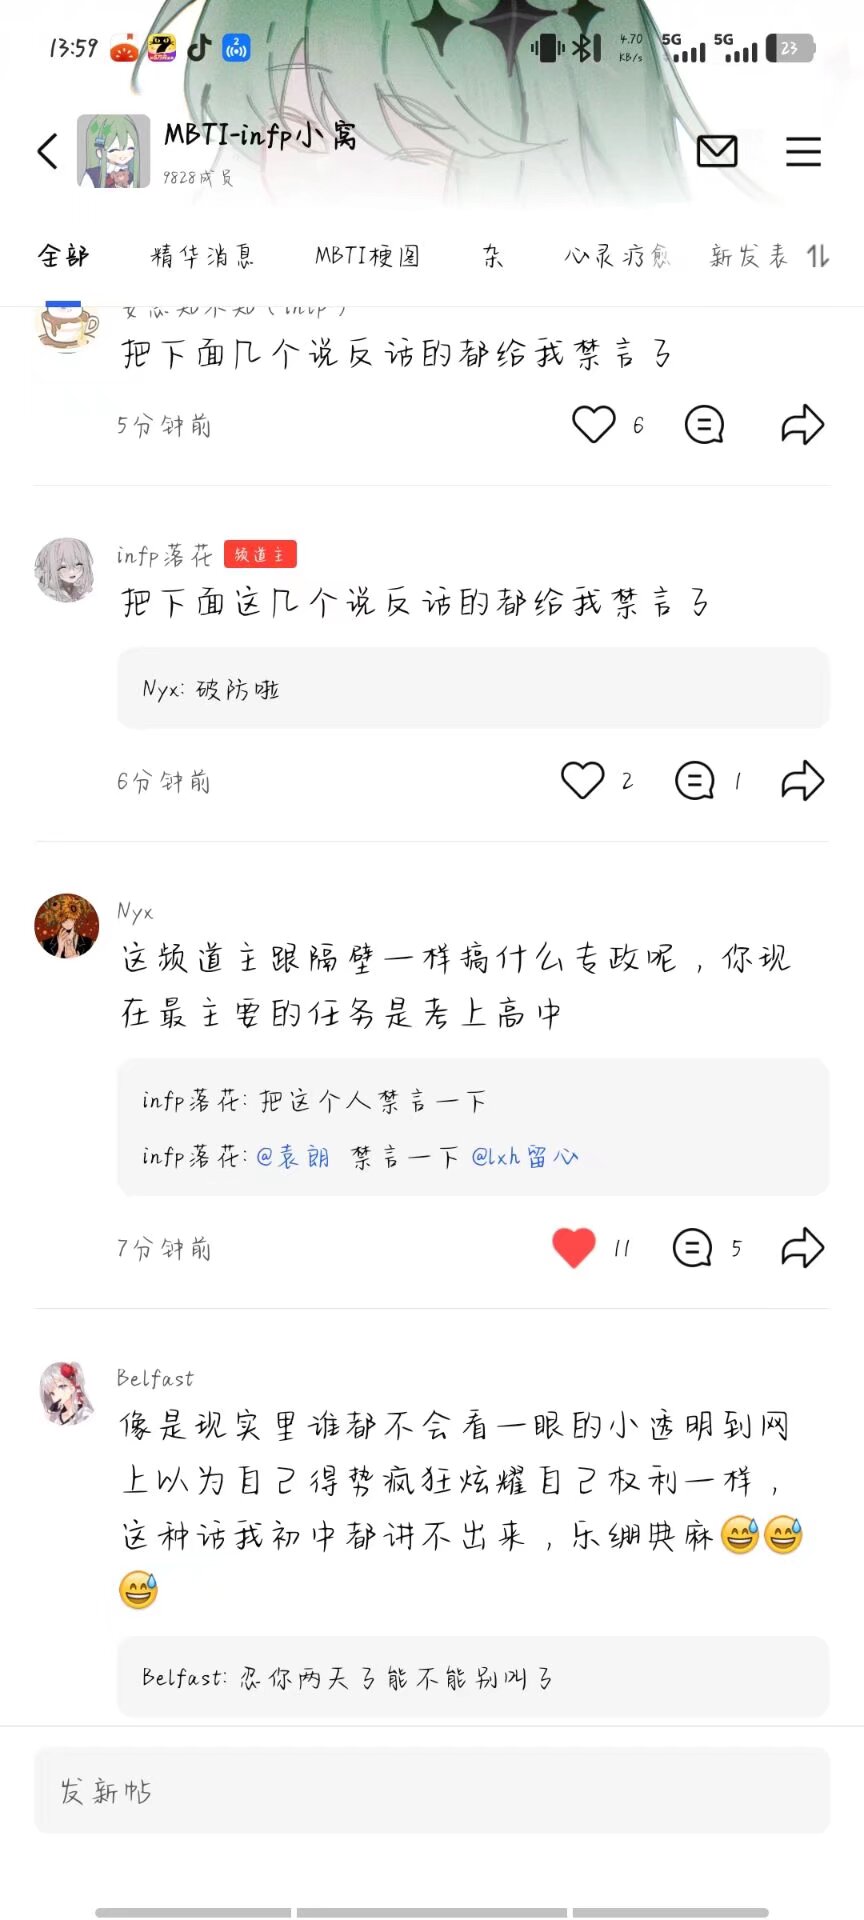 13:59
2
4.70
KB/s
5G
5G
23
MBTI-infp小窝
9828成员
全部
精华消息
MBTI梗图
杂
心灵疗愈
新发表
把下面几个说反话的都给我禁言了
5分钟前
6
infp落花
频道主
把下面这几个说反话的都给我禁言了
Nyx: 破防啦
6分钟前
2
1
Nyx
这频道主跟隔壁一样搞什么专政呢，你现
在最主要的任务是考上高中
infp落花: 把这个人禁言一下
infp落花: @袁朗 禁言一下 @lxh留心
7分钟前
11
5
Belfast
像是现实里谁都不会看一眼的小透明到网
上以为自己得势疯狂炫耀自己权利一样，
这种话我初中都讲不出来，乐绷典麻😅😅
😅
Belfast: 忍你两天了能不能别叫了
发新帖